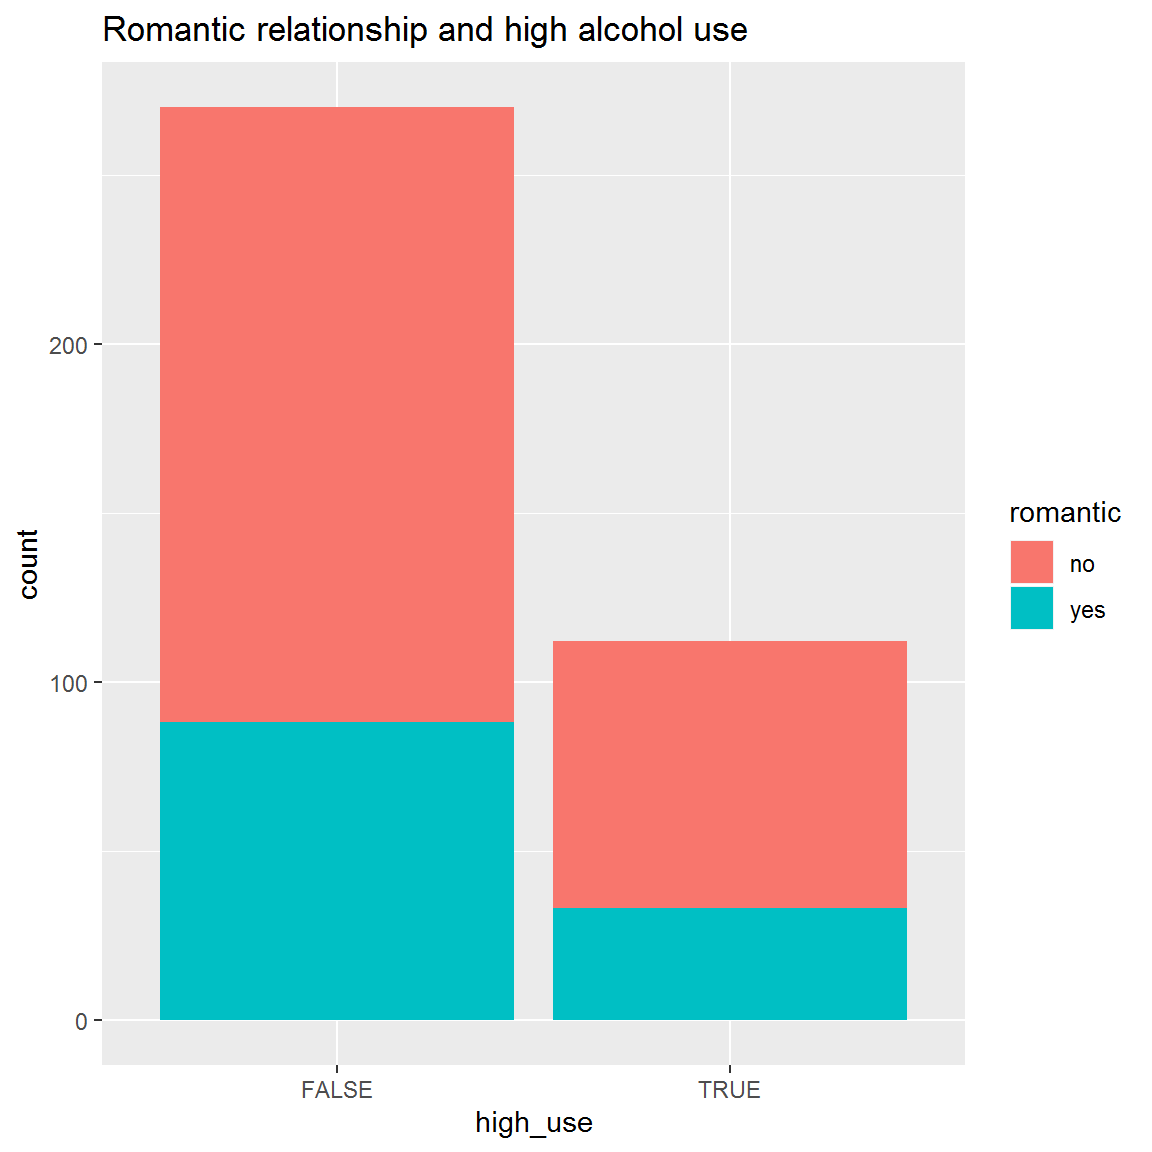 Romantic relationship and high alcohol use
count
200
100
0
FALSE
TRUE
high_use
romantic
no
yes